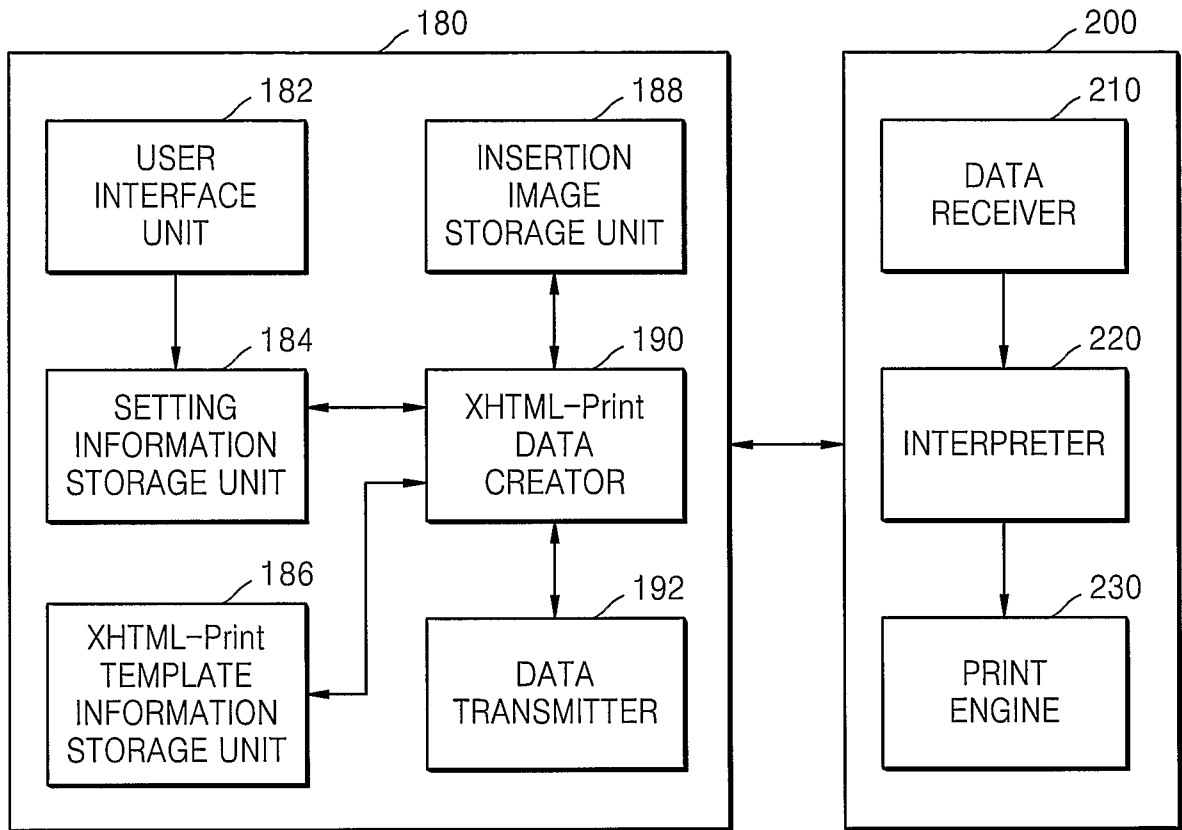 180
200
182
USER
INTERFACE
UNIT
188
INSERTION
IMAGE
STORAGE UNIT
210
DATA
RECEIVER
184
SETTING
INFORMATION
STORAGE UNIT
190
XHTML-Print
DATA
CREATOR
220
INTERPRETER
186
XHTML-Print
TEMPLATE
INFORMATION
STORAGE UNIT
192
DATA
TRANSMITTER
230
PRINT
ENGINE